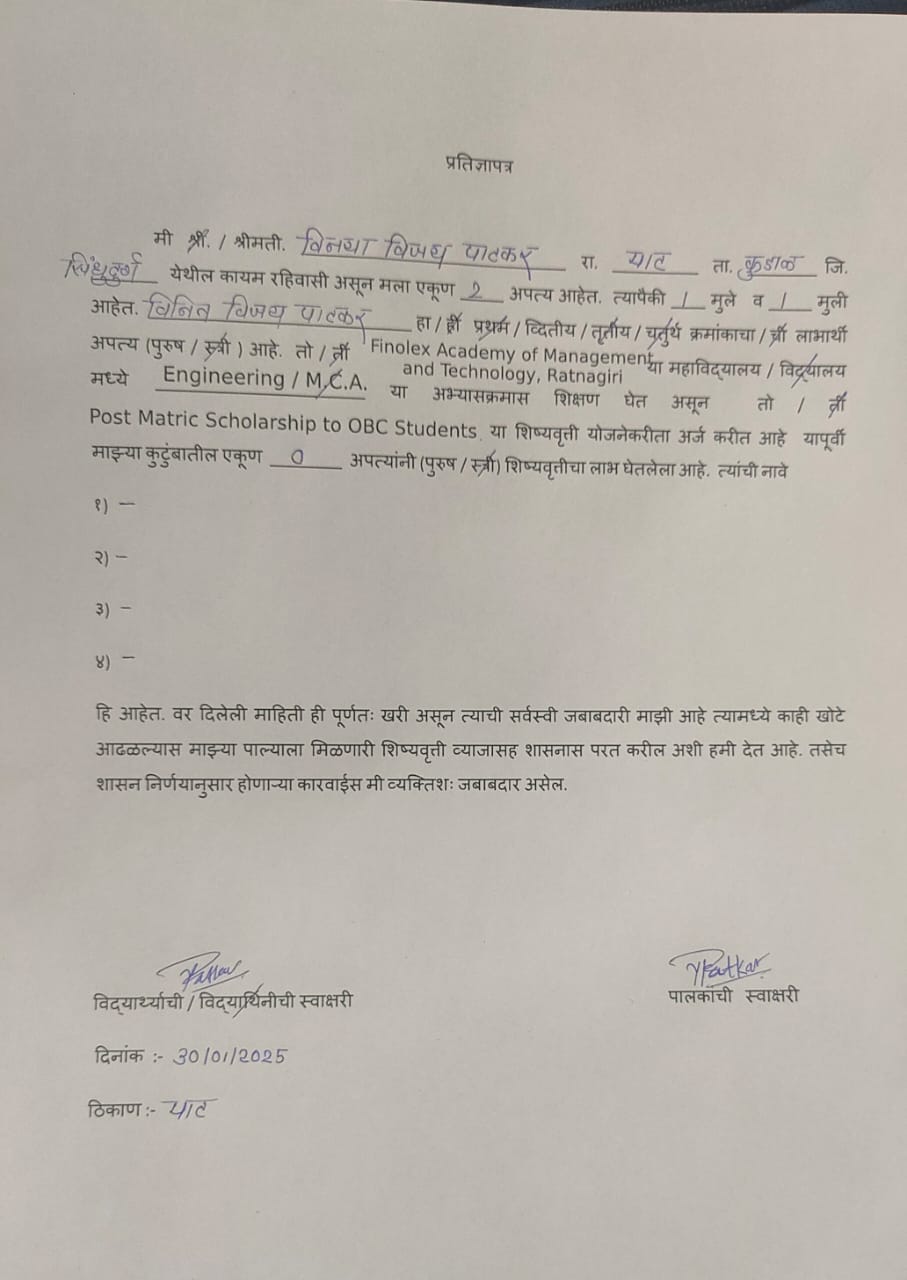 प्रतिज्ञापत्र
मी श्री. / श्रीमती. विनया विजय पाटकर रा. पाट ता. कुडाळ जि.
सिंधुदुर्ग येथील कायम रहिवासी असून मला एकूण 2 अपत्य आहेत. त्यापैकी 1 मुले व 1 मुली
आहेत. विनित विजय पाटकर हा / ही प्रथम / व्दितीय / तृतीय / चतुर्थ क्रमांकाचा / ची लाभार्थी
अपत्य (पुरुष / स्त्री ) आहे. तो / ती Finolex Academy of Management and Technology, Ratnagiri या महाविद्यालय / विद्यालय
मध्ये Engineering / M.C.A. या अभ्यासक्रमास शिक्षण घेत असून तो / ती
Post Matric Scholarship to OBC Students. या शिष्यवृत्ती योजनेकरीता अर्ज करीत आहे यापूर्वी
माझ्या कुटुंबातील एकूण 0 अपत्यांनी (पुरुष / स्त्री) शिष्यवृत्तीचा लाभ घेतलेला आहे. त्यांची नावे
१) –
२) –
३) –
४) –
हि आहेत. वर दिलेली माहिती ही पूर्णतः खरी असून त्याची सर्वस्वी जबाबदारी माझी आहे त्यामध्ये काही खोटे
आढळल्यास माझ्या पाल्याला मिळणारी शिष्यवृत्ती व्याजासह शासनास परत करील अशी हमी देत आहे. तसेच
शासन निर्णयानुसार होणाऱ्या कारवाईस मी व्यक्तिशः जबाबदार असेल.
VPatkar
विद्यार्थ्याची / विद्यार्थिनीची स्वाक्षरी पालकांची स्वाक्षरी
दिनांक :- 30/01/2025
ठिकाण :- पाट